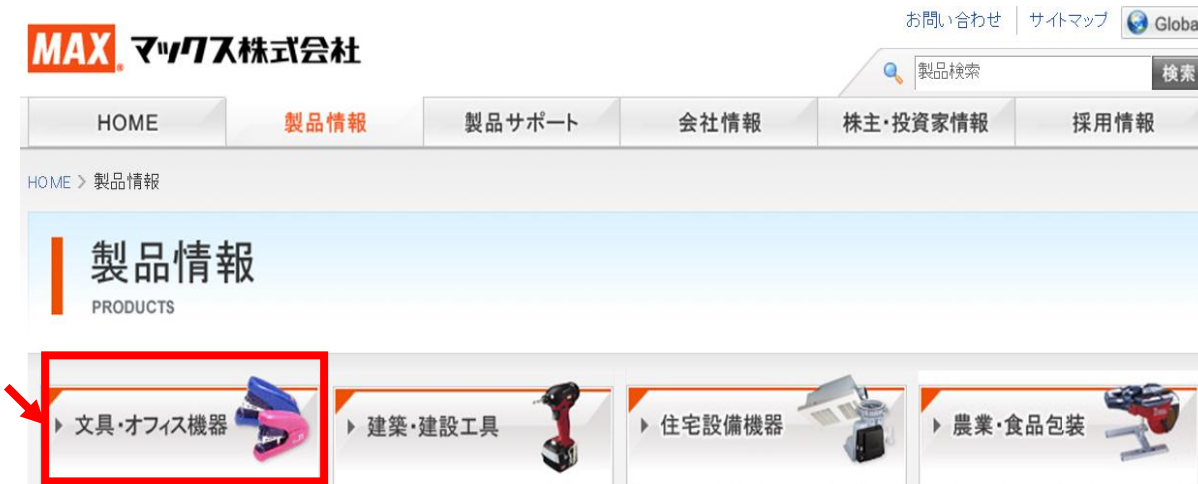 お問い合わせ サイトマップ Globa
MAX マックス株式会社
製品検索 検索
HOME 製品情報 製品サポート 会社情報 株主・投資家情報 採用情報
HOME > 製品情報
製品情報
PRODUCTS
文具・オフィス機器 建築・建設工具 住宅設備機器 農業・食品包装